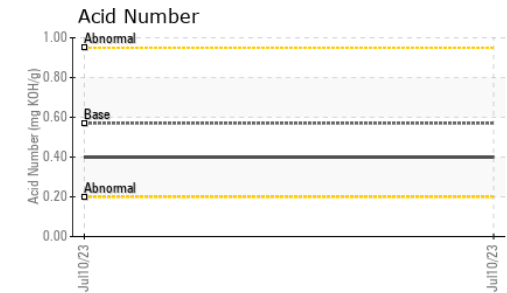 Acid Number
Acid Number (mg KOH/g)
1.00
0.80
0.60
0.40
0.20
0.00
Abnormal
Base
Abnormal
Jul10/23
Jul10/23